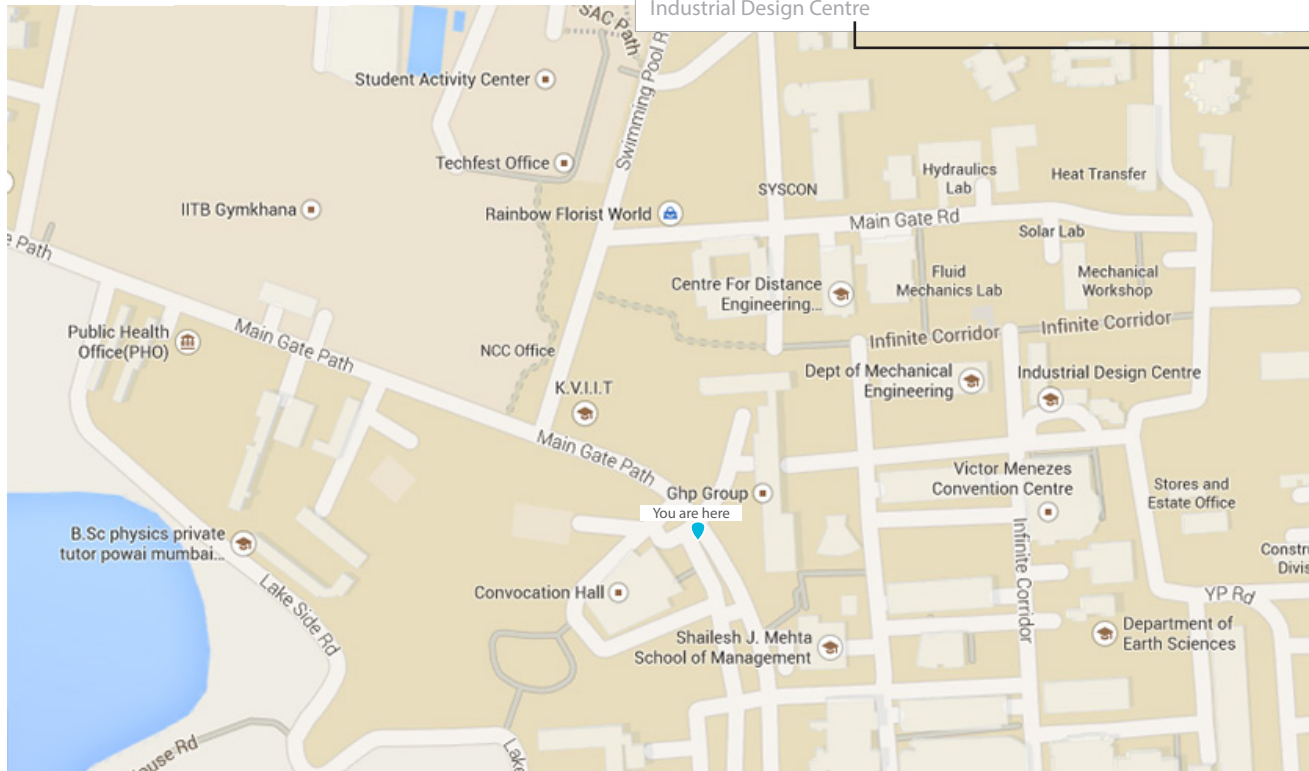 Industrial Design Centre
SAC Path
Swimming Pool R
Student Activity Center
Techfest Office
IITB Gymkhana
Rainbow Florist World
SYSCON
Hydraulics
Lab
Heat Transfer
Main Gate Rd
Solar Lab
e Path
Centre For Distance
Engineering...
Fluid
Mechanics Lab
Mechanical
Workshop
Public Health
Office(PHO)
Main Gate Path
NCC Office
Infinite Corridor
Infinite Corridor
K.V.I.I.T
Dept of Mechanical
Engineering
Industrial Design Centre
Main Gate Path
Ghp Group
You are here
Victor Menezes
Convention Centre
Stores and
Estate Office
B.Sc physics private
tutor powai mumbai...
Infinite Corridor
Constru
Divis
Convocation Hall
Lake Side Rd
YP Rd
Shailesh J. Mehta
School of Management
Department of
Earth Sciences
ouse Rd
Lake